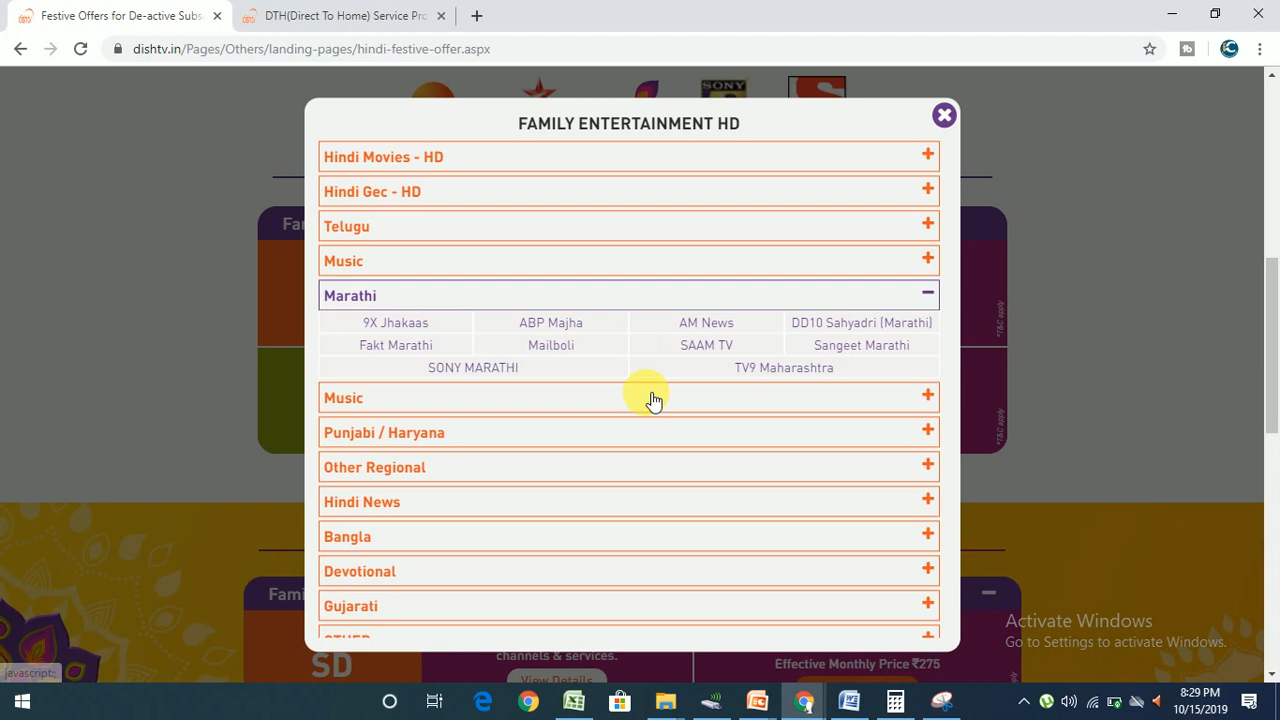 Festive Offers for De-active Subs
DTH(Direct To Home) Service Pro
dishtv.in/Pages/Others/landing-pages/hindi-festive-offer.aspx
SONY
FAMILY ENTERTAINMENT HD
Hindi Movies - HD
Hindi Gec - HD
Telugu
Music
Marathi
9X Jhakaas ABP Majha AM News DD10 Sahyadri (Marathi)
Fakt Marathi Mailboli SAAM TV Sangeet Marathi
SONY MARATHI TV9 Maharashtra
Music
Punjabi / Haryana
Other Regional
Hindi News
Bangla
Devotional
Gujarati
OTHER
*T&C apply
*T&C apply
SD
channels & services.
View Details
Effective Monthly Price ₹275
Activate Windows
Go to Settings to activate Windows.
javascript:;
8:29 PM
10/15/2019